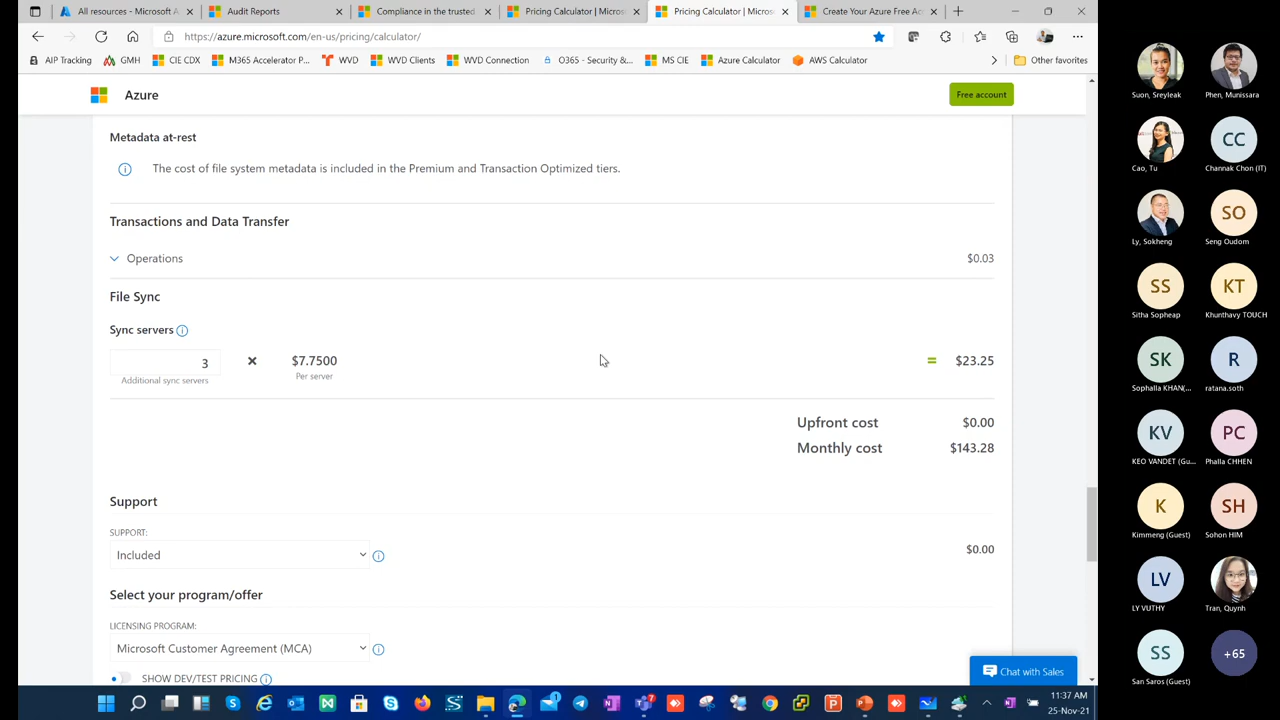 All resources - Microsoft A
Audit Reports
Compliance in the trustec
Pricing Calculator | Micros
Pricing Calculator | Micros
Create Your Azure Free Ac
https://azure.microsoft.com/en-us/pricing/calculator/
AIP Tracking
GMH
CIE CDX
M365 Accelerator P...
WVD
WVD Clients
WVD Connection
O365 - Security &...
MS CIE
Azure Calculator
AWS Calculator
Other favorites
Azure
Free account
Metadata at-rest
The cost of file system metadata is included in the Premium and Transaction Optimized tiers.
Transactions and Data Transfer
Operations
$0.03
File Sync
Sync servers
3
$7.7500
= $23.25
Additional sync servers
Per server
Upfront cost $0.00
Monthly cost $143.28
Support
SUPPORT:
Included
$0.00
Select your program/offer
LICENSING PROGRAM:
Microsoft Customer Agreement (MCA)
SHOW DEV/TEST PRICING
Chat with Sales
11:37 AM
25-Nov-21
Suon, Sreyleak
Phen, Munissara
CC
Cao, Tu
Channak Chon (IT)
SO
Ly, Sokheng
Seng Oudom
SS
KT
Sitha Sopheap
Khunthavy TOUCH
SK
R
Sophalla KHAN(...
ratana.soth
KV
PC
KEO VANDET (Gu...
Phalla CHHEN
K
SH
Kimmeng (Guest)
Sohon HIM
LV
LY VUTHY
Tran, Quynh
SS
+65
San Saros (Guest)